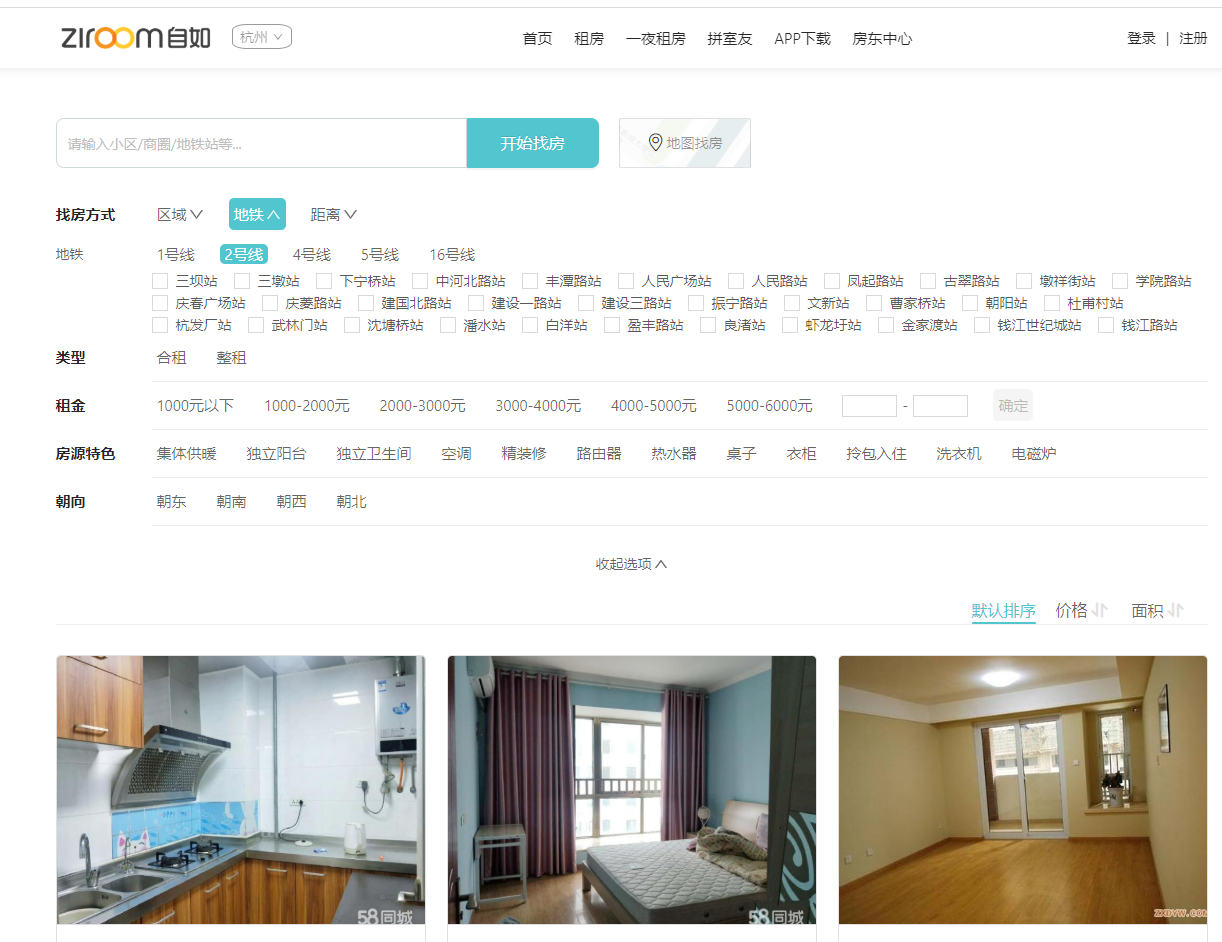 ziroom自如 杭州 首页 租房 一夜租房 拼室友 APP下载 房东中心 登录 | 注册
请输入小区/商圈/地铁站等... 开始找房 地图找房
找房方式 区域 地铁 距离
地铁 1号线 2号线 4号线 5号线 16号线
三坝站 三墩站 下宁桥站 中河北路站 丰潭路站 人民广场站 人民路站 凤起路站 古翠路站 墩祥街站 学院路站
庆春广场站 庆菱路站 建国北路站 建设一路站 建设三路站 振宁路站 文新站 曹家桥站 朝阳站 杜甫村站
杭发厂站 武林门站 沈塘桥站 潘水站 白洋站 盈丰路站 良渚站 虾龙圩站 金家渡站 钱江世纪城站 钱江路站
类型 合租 整租
租金 1000元以下 1000-2000元 2000-3000元 3000-4000元 4000-5000元 5000-6000元 - 确定
房源特色 集体供暖 独立阳台 独立卫生间 空调 精装修 路由器 热水器 桌子 衣柜 拎包入住 洗衣机 电磁炉
朝向 朝东 朝南 朝西 朝北
收起选项
默认排序 价格 面积
58同城 58同城 ZXDYW.COM